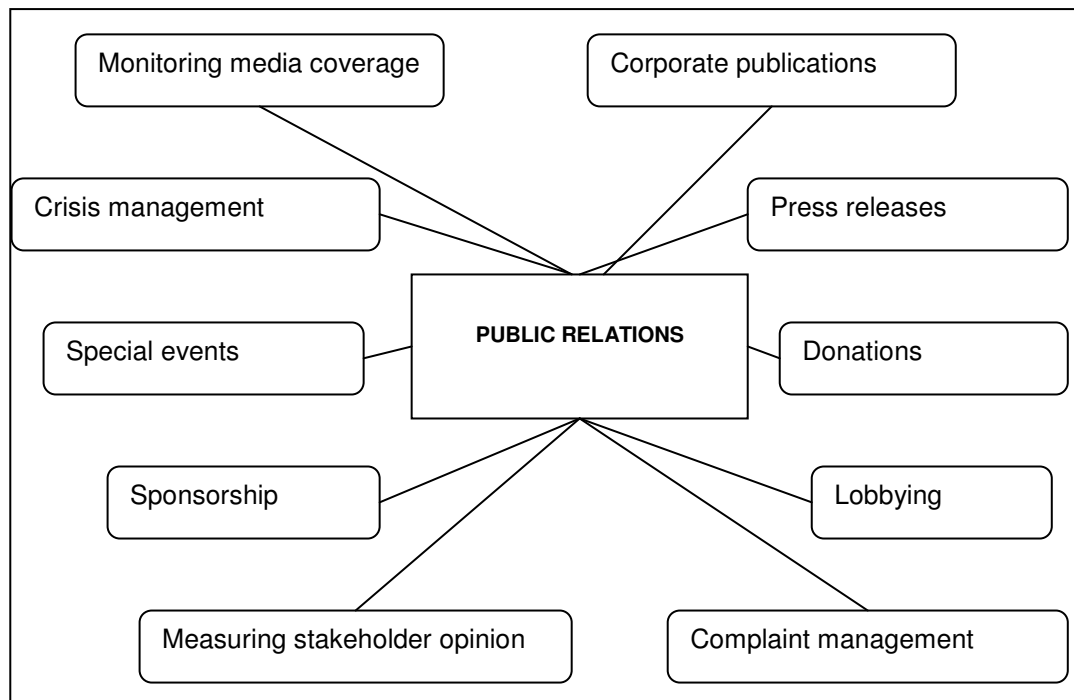 Monitoring media coverage
Corporate publications
Crisis management
Press releases
PUBLIC RELATIONS
Special events
Donations
Sponsorship
Lobbying
Measuring stakeholder opinion
Complaint management